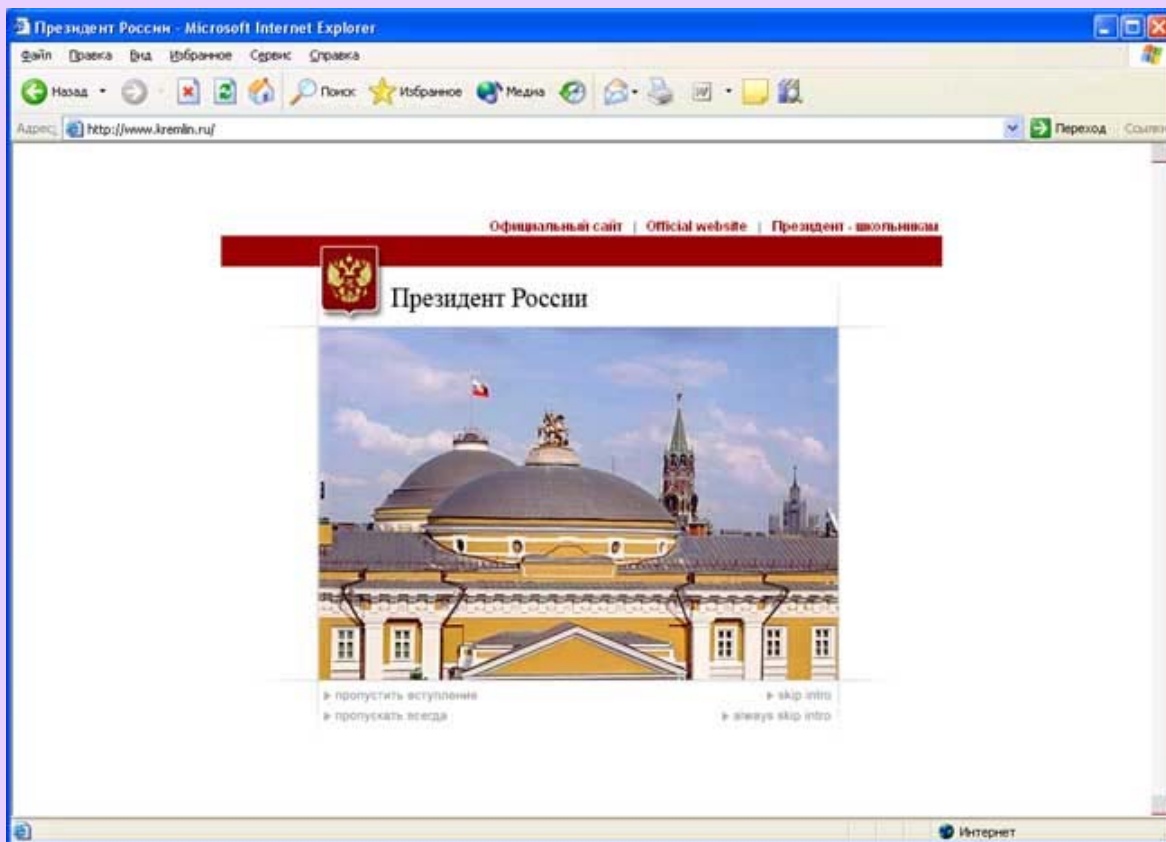 Президент России - Microsoft Internet Explorer
Файл Правка Вид Избранное Сервис Справка
Назад Поиск Избранное Медиа
Адрес: http://www.kremlin.ru/ Переход Ссылки
Официальный сайт | Official website | Президент - школьникам
Президент России
пропустить вступление skip intro
пропускать всегда always skip intro
Интернет